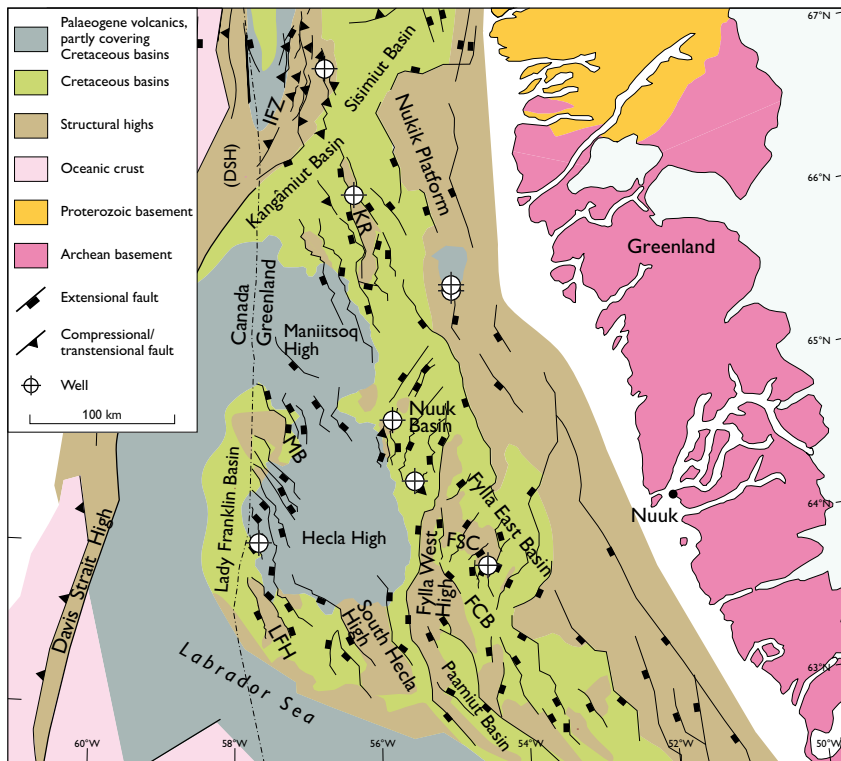 Palaeogene volcanics,
partly covering
Cretaceous basins
Cretaceous basins
Structural highs
Oceanic crust
Proterozoic basement
Archean basement
Extensional fault
Compressional/
transtensional fault
Well
100 km
67°N
66°N
65°N
64°N
63°N
60°W
58°W
56°W
54°W
52°W
50°W
IFZ
(DSH)
Sisimiut Basin
Kangâmiut Basin
Nukik Platform
KR
Greenland
Canada
Greenland
Maniitsoq
High
Nuuk
Basin
MB
Lady Franklin Basin
Hecla High
Fylla East Basin
FSC
Fylla West
High
FCB
Nuuk
Davis Strait High
LFH
South Hecla
High
Paamiut Basin
Labrador Sea